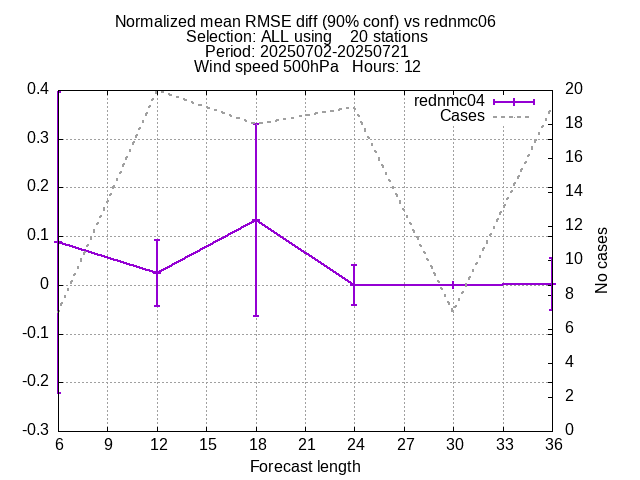 Normalized mean RMSE diff (90% conf) vs rednmc06
Selection: ALL using    20 stations
Period: 20250702-20250721
Wind speed 500hPa   Hours: 12
rednmc04
Cases
0.4
0.3
0.2
0.1
0
-0.1
-0.2
-0.3
20
18
16
14
12
10
8
6
4
2
0
No cases
6 9 12 15 18 21 24 27 30 33 36
Forecast length